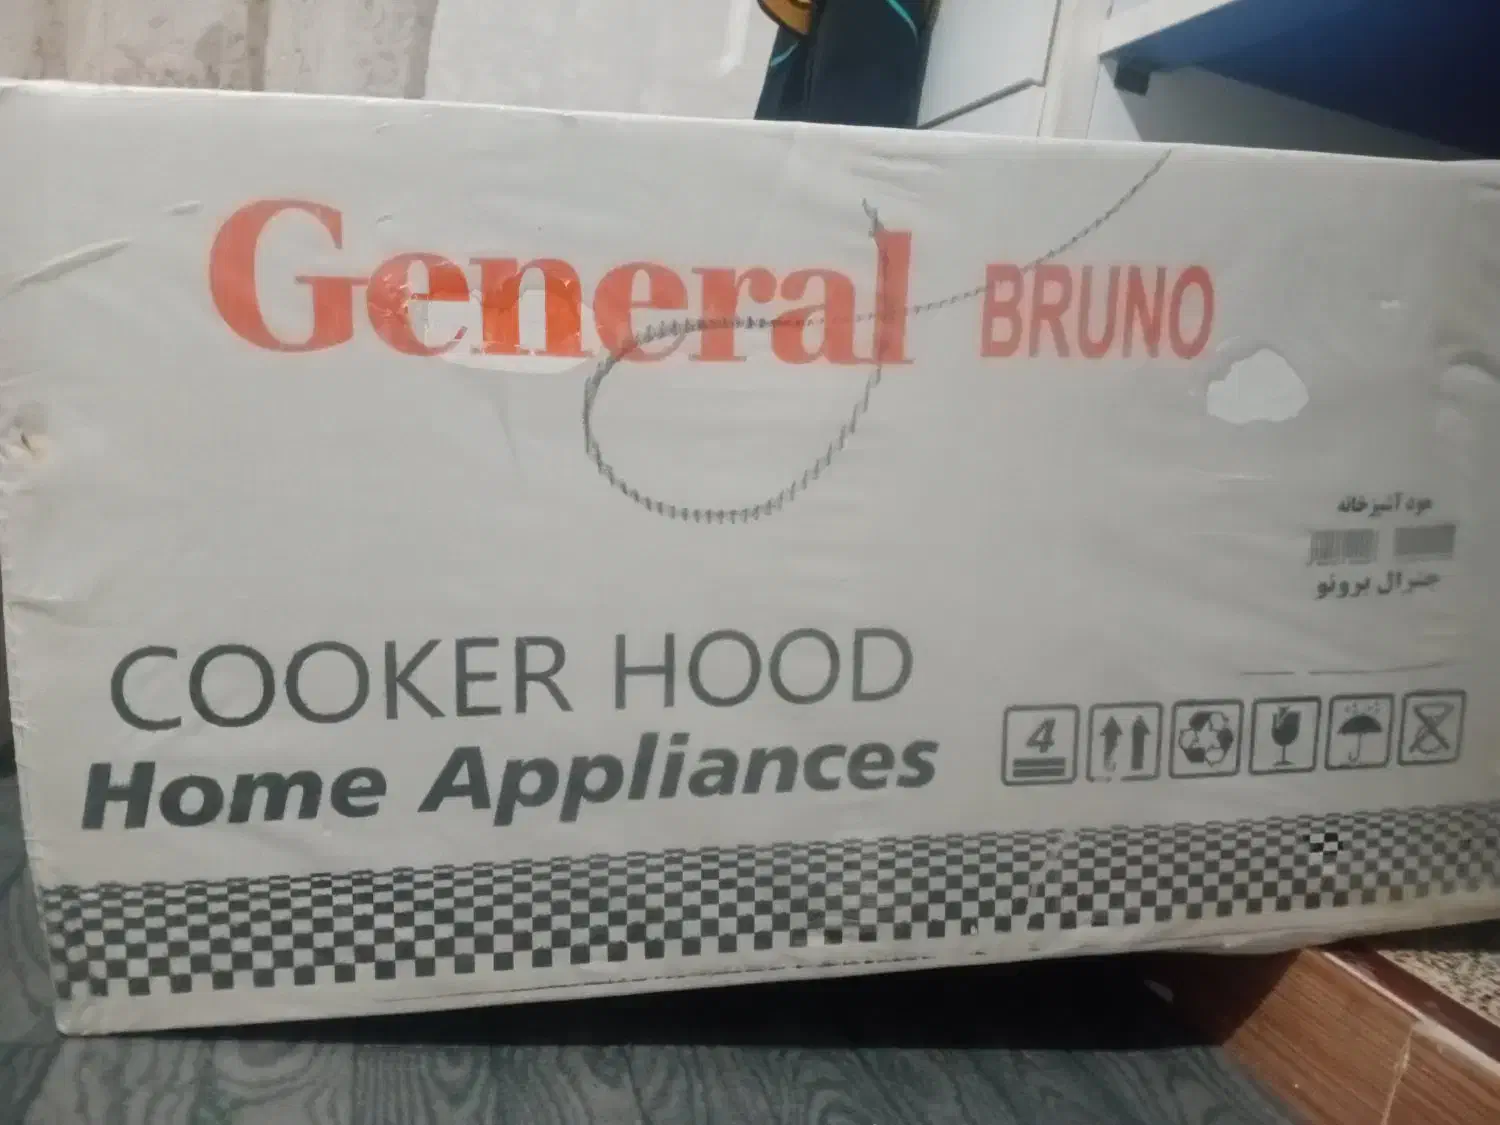 General BRUNO
هود آشپزخانه
جنرال برونو
COOKER HOOD
Home Appliances
4